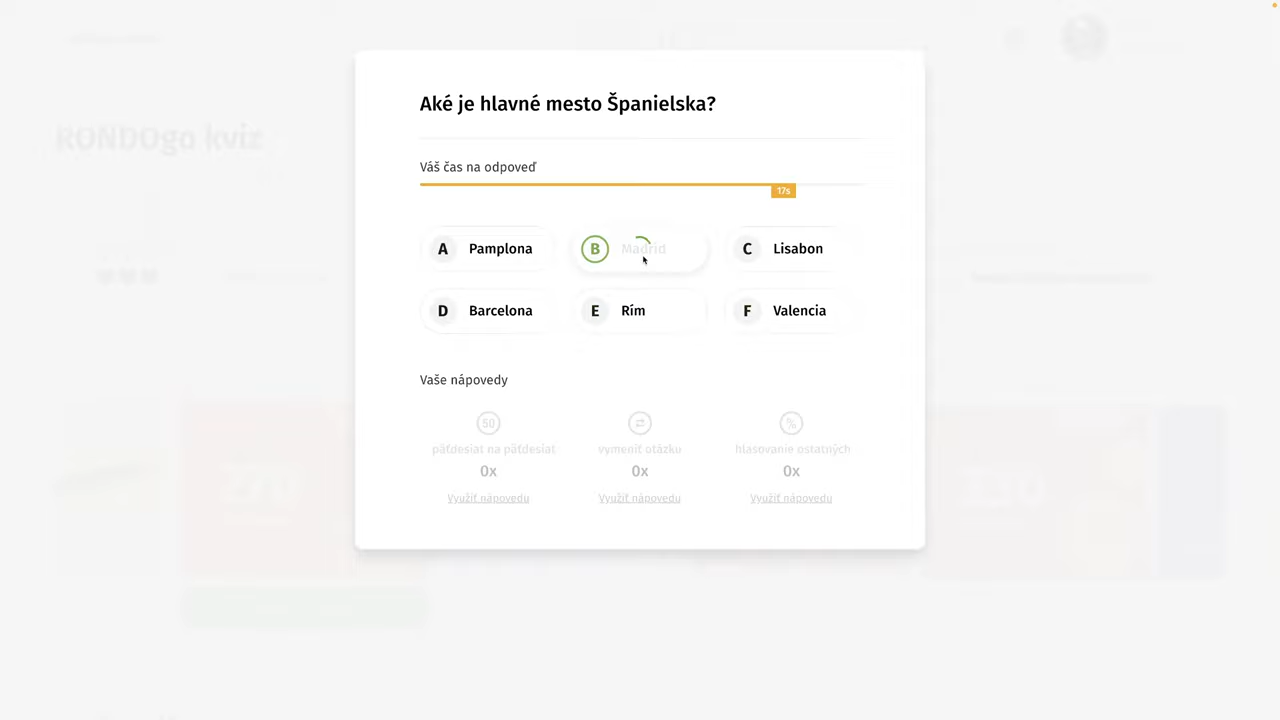 RONDOgo kvíz
Aké je hlavné mesto Španielska?
Váš čas na odpoveď
17s
A Pamplona
B Madrid
C Lisabon
D Barcelona
E Rím
F Valencia
Vaše nápovedy
50
%
päťdesiat na päťdesiat
vymeniť otázku
hlasovanie ostatných
0x
0x
0x
Využiť nápovedu
Využiť nápovedu
Využiť nápovedu